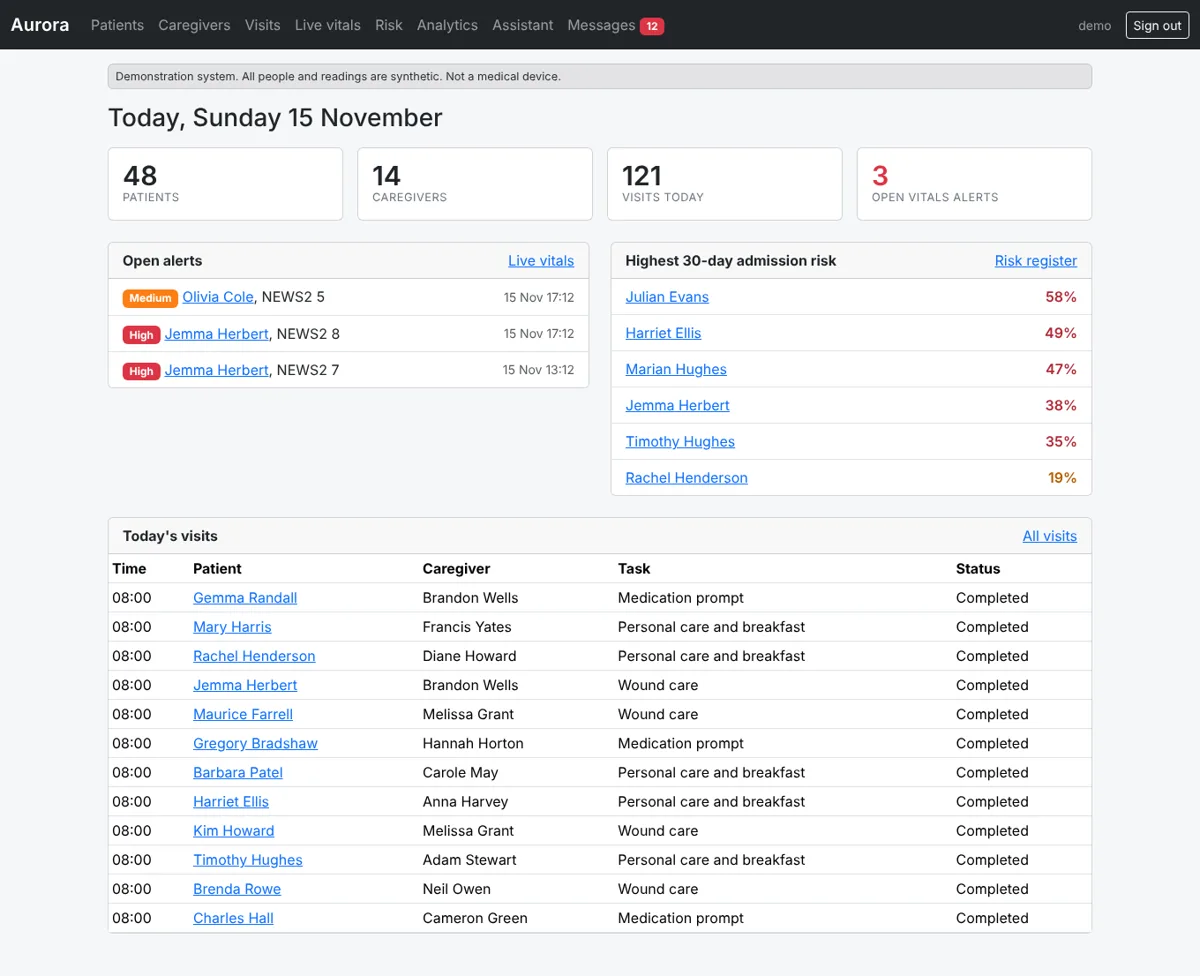 Aurora Patients Caregivers Visits Live vitals Risk Analytics Assistant Messages 12 demo Sign out
Demonstration system. All people and readings are synthetic. Not a medical device.
Today, Sunday 15 November
48
PATIENTS
14
CAREGIVERS
121
VISITS TODAY
3
OPEN VITALS ALERTS
Open alerts Live vitals
Medium Olivia Cole, NEWS2 5 15 Nov 17:12
High Jemma Herbert, NEWS2 8 15 Nov 17:12
High Jemma Herbert, NEWS2 7 15 Nov 13:12
Highest 30-day admission risk Risk register
Julian Evans 58%
Harriet Ellis 49%
Marian Hughes 47%
Jemma Herbert 38%
Timothy Hughes 35%
Rachel Henderson 19%
Today's visits All visits
Time Patient Caregiver Task Status
08:00 Gemma Randall Brandon Wells Medication prompt Completed
08:00 Mary Harris Francis Yates Personal care and breakfast Completed
08:00 Rachel Henderson Diane Howard Personal care and breakfast Completed
08:00 Jemma Herbert Brandon Wells Wound care Completed
08:00 Maurice Farrell Melissa Grant Wound care Completed
08:00 Gregory Bradshaw Hannah Horton Medication prompt Completed
08:00 Barbara Patel Carole May Personal care and breakfast Completed
08:00 Harriet Ellis Anna Harvey Personal care and breakfast Completed
08:00 Kim Howard Melissa Grant Wound care Completed
08:00 Timothy Hughes Adam Stewart Personal care and breakfast Completed
08:00 Brenda Rowe Neil Owen Wound care Completed
08:00 Charles Hall Cameron Green Medication prompt Completed